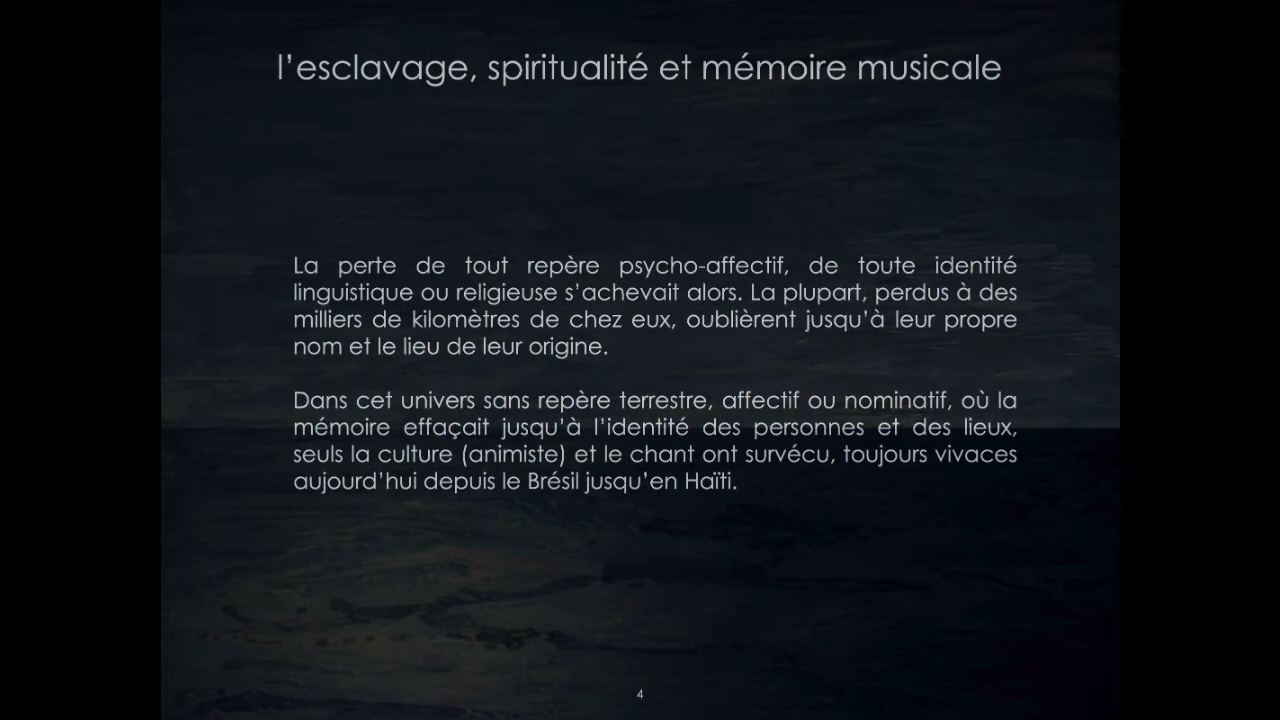 l’esclavage, spiritualité et mémoire musicale
La perte de tout repère psycho-affectif, de toute identité
linguistique ou religieuse s’achevait alors. La plupart, perdus à des
milliers de kilomètres de chez eux, oublièrent jusqu’à leur propre
nom et le lieu de leur origine.
Dans cet univers sans repère terrestre, affectif ou nominatif, où la
mémoire effaçait jusqu’à l’identité des personnes et des lieux,
seuls la culture (animiste) et le chant ont survécu, toujours vivaces
aujourd’hui depuis le Brésil jusqu’en Haïti.
4